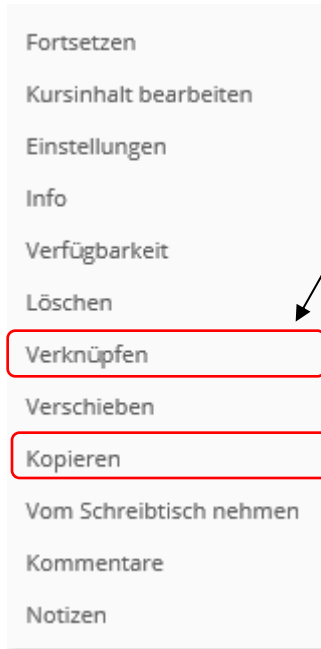 Fortsetzen
Kursinhalt bearbeiten
Einstellungen
Info
Verfügbarkeit
Löschen
Verknüpfen
Verschieben
Kopieren
Vom Schreibtisch nehmen
Kommentare
Notizen